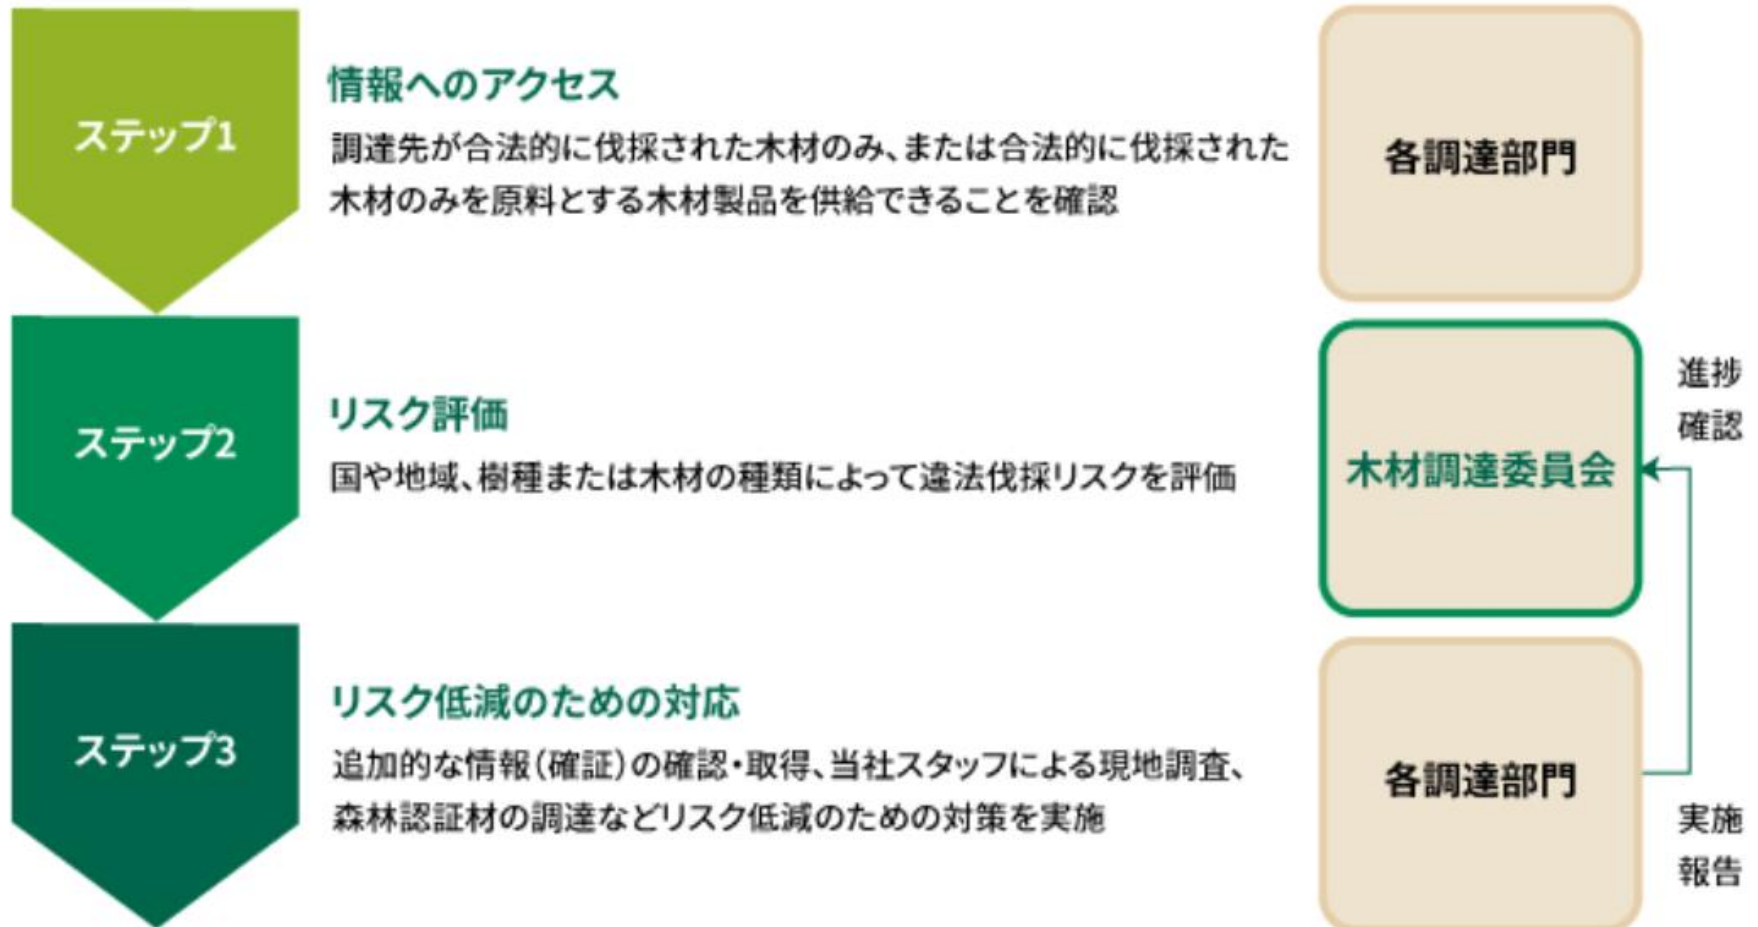 ステップ1
情報へのアクセス
調達先が合法的に伐採された木材のみ、または合法的に伐採された
木材のみを原料とする木材製品を供給できることを確認
各調達部門
ステップ2
リスク評価
国や地域、樹種または木材の種類によって違法伐採リスクを評価
木材調達委員会
進捗
確認
ステップ3
リスク低減のための対応
追加的な情報（確証）の確認・取得、当社スタッフによる現地調査、
森林認証材の調達などリスク低減のための対策を実施
各調達部門
実施
報告